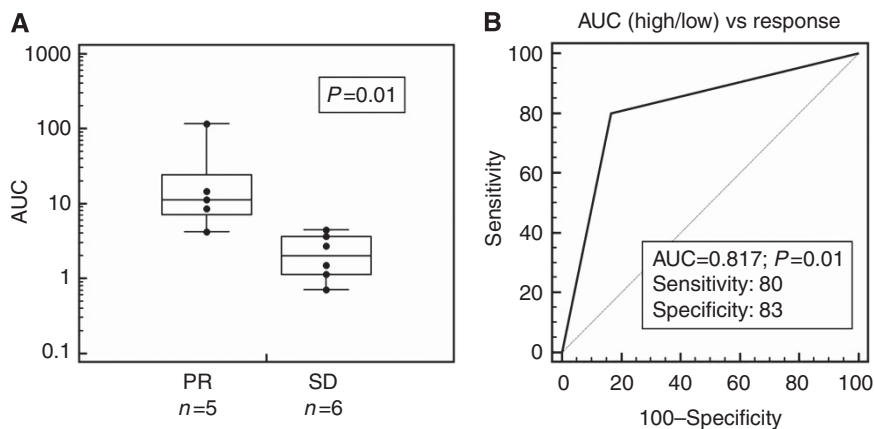 A
1000
100
10
1
0.1
AUC
P=0.01
PR
n=5
SD
n=6
B
AUC (high/low) vs response
100
80
60
40
20
0
Sensitivity
AUC=0.817; P=0.01
Sensitivity: 80
Specificity: 83
0
20
40
60
80
100
100–Specificity